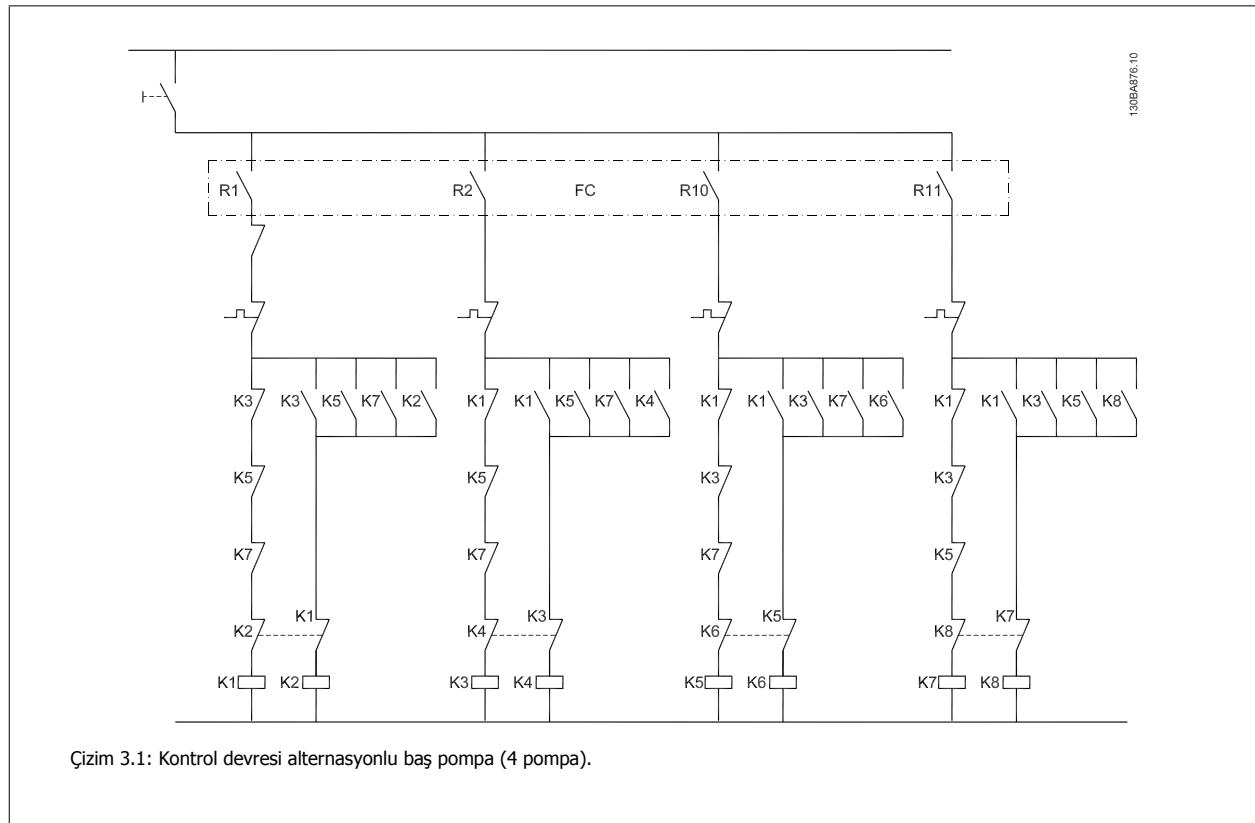 130BA876.10
R1 R2 FC R10 R11
K3 K3 K5 K7 K2 K1 K1 K5 K7 K4 K1 K1 K3 K7 K6 K1 K1 K3 K5 K8
K5 K5 K3 K3
K7 K7 K7 K5
K2 K1 K4 K3 K6 K5 K8 K7
K1 K2 K3 K4 K5 K6 K7 K8
Çizim 3.1: Kontrol devresi alternasyonlu baş pompa (4 pompa).